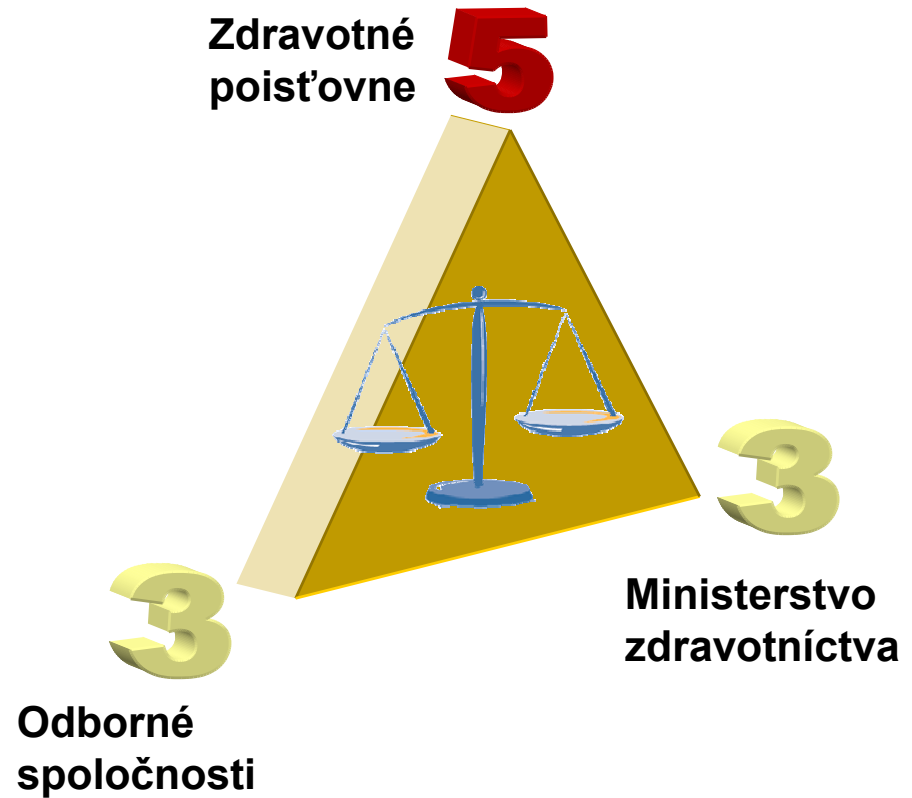 Zdravotné
poisťovne
5
3
Ministerstvo
zdravotníctva
3
Odborné
spoločnosti